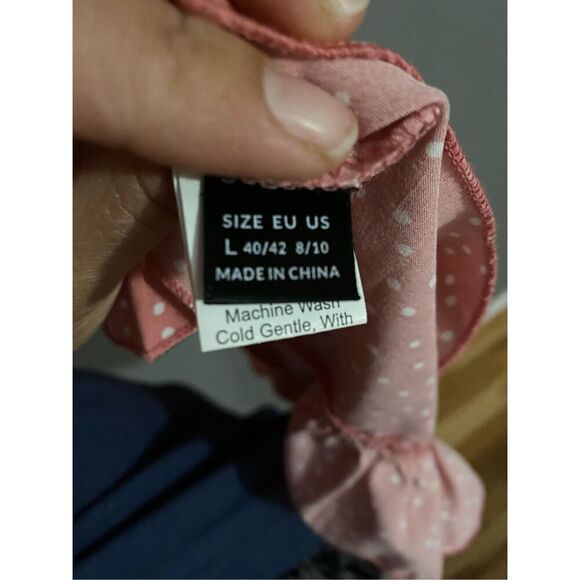 SIZE EU US
L 40/42 8/10
MADE IN CHINA
Machine Wash
Cold Gentle, With